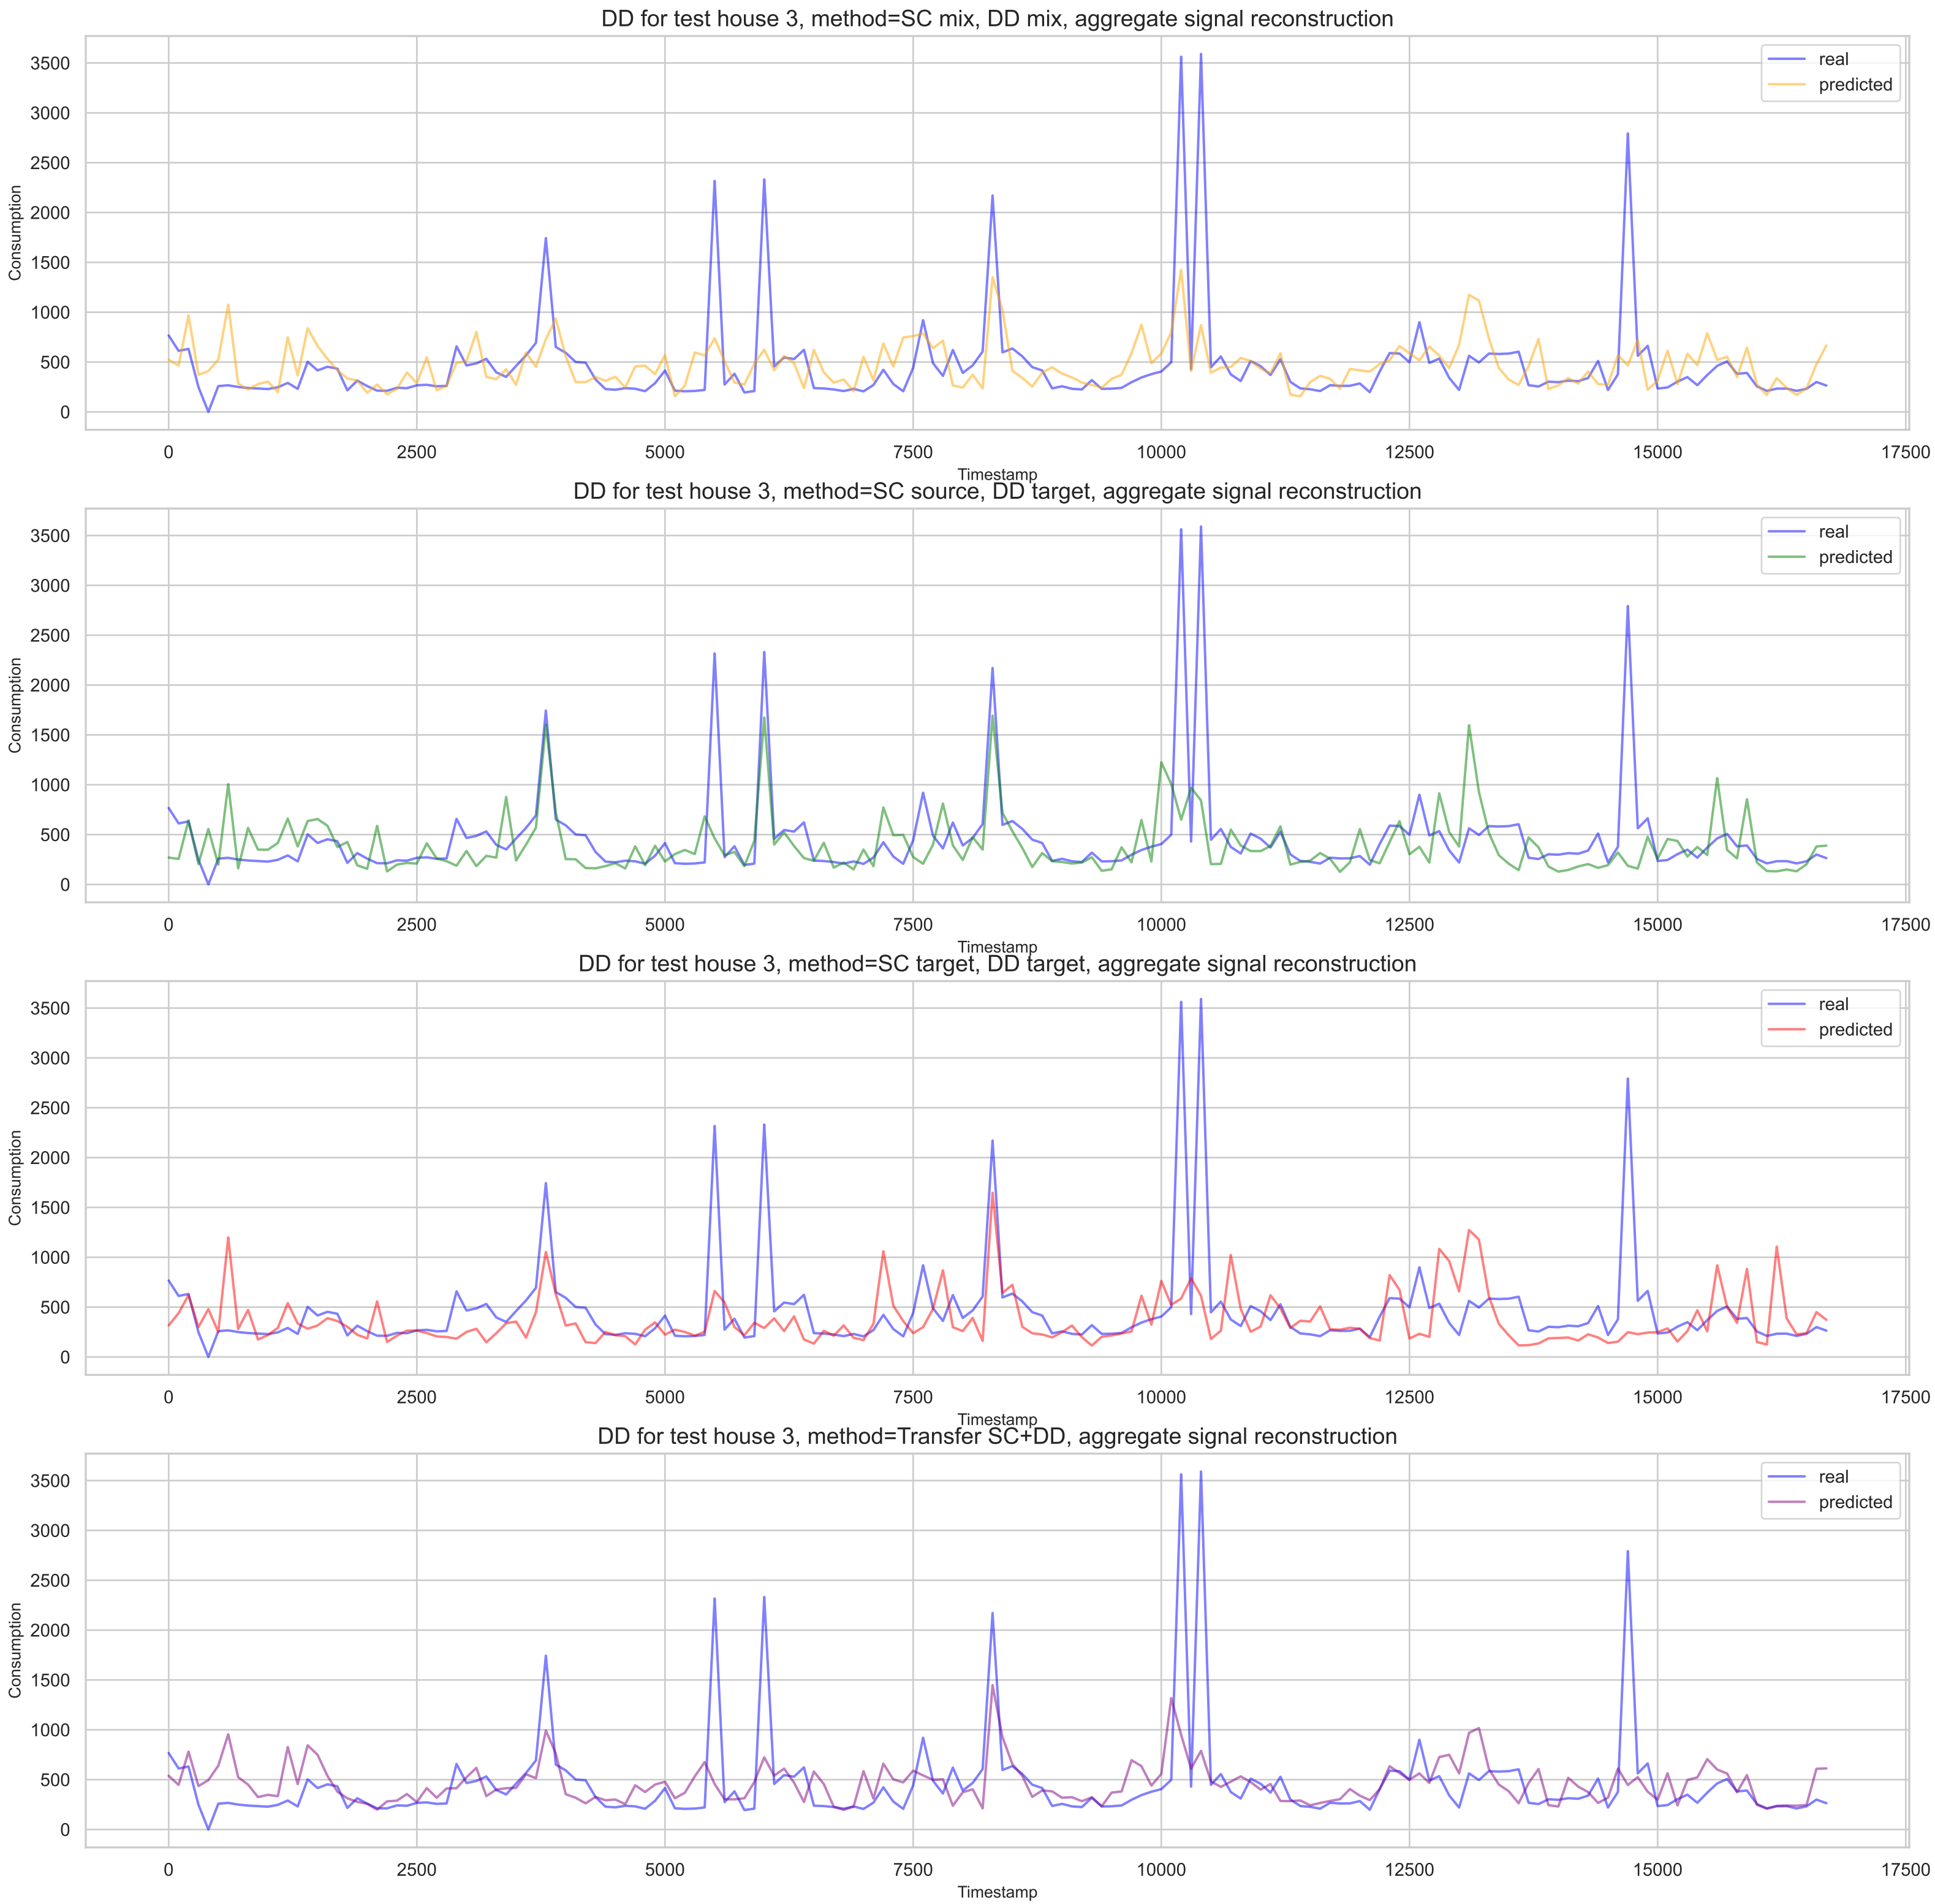 DD for test house 3, method=SC mix, DD mix, aggregate signal reconstruction
3500
3000
2500
2000
1500
1000
500
0
Consumption
real
predicted
0 2500 5000 7500 10000 12500 15000 17500
Timestamp
DD for test house 3, method=SC source, DD target, aggregate signal reconstruction
3500
3000
2500
2000
1500
1000
500
0
Consumption
real
predicted
0 2500 5000 7500 10000 12500 15000 17500
Timestamp
DD for test house 3, method=SC target, DD target, aggregate signal reconstruction
3500
3000
2500
2000
1500
1000
500
0
Consumption
real
predicted
0 2500 5000 7500 10000 12500 15000 17500
Timestamp
DD for test house 3, method=Transfer SC+DD, aggregate signal reconstruction
3500
3000
2500
2000
1500
1000
500
0
Consumption
real
predicted
0 2500 5000 7500 10000 12500 15000 17500
Timestamp